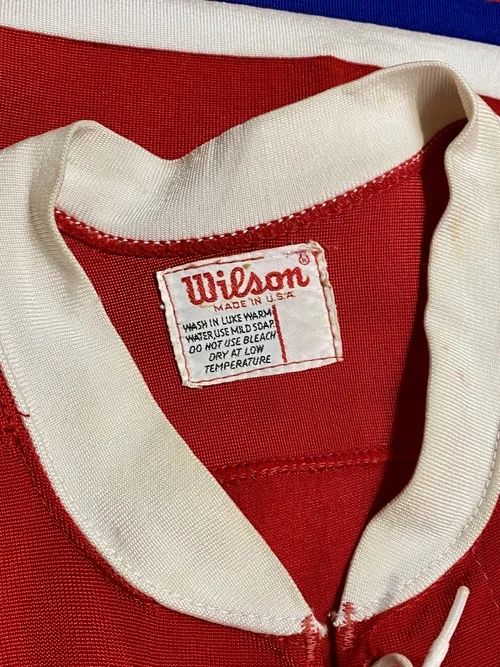 Wilson®
MADE IN U.S.A.
WASH IN LUKE WARM
WATER, USE MILD SOAP.
DO NOT USE BLEACH
DRY AT LOW
TEMPERATURE